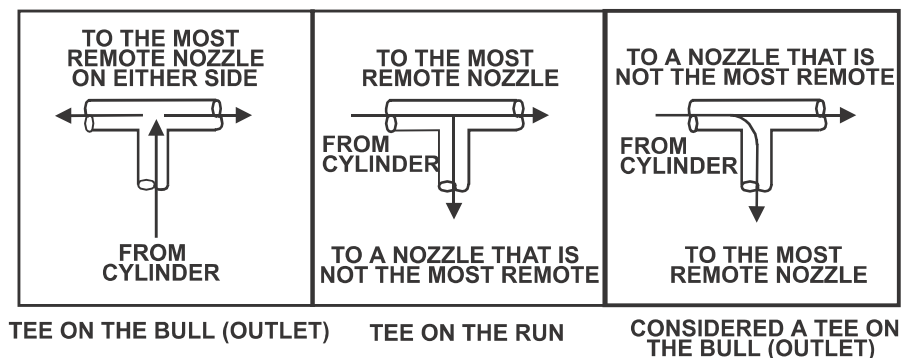 TO THE MOST
REMOTE NOZZLE
ON EITHER SIDE
FROM
CYLINDER
TEE ON THE BULL (OUTLET)
TO THE MOST
REMOTE NOZZLE
FROM
CYLINDER
TO A NOZZLE THAT IS
NOT THE MOST REMOTE
TEE ON THE RUN
TO A NOZZLE THAT IS
NOT THE MOST REMOTE
FROM
CYLINDER
TO THE MOST
REMOTE NOZZLE
CONSIDERED A TEE ON
THE BULL (OUTLET)